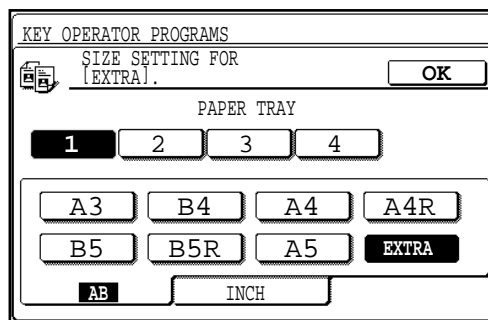 KEY OPERATOR PROGRAMS
SIZE SETTING FOR
[EXTRA].
OK
PAPER TRAY
1 2 3 4
A3 B4 A4 A4R
B5 B5R A5 EXTRA
AB INCH